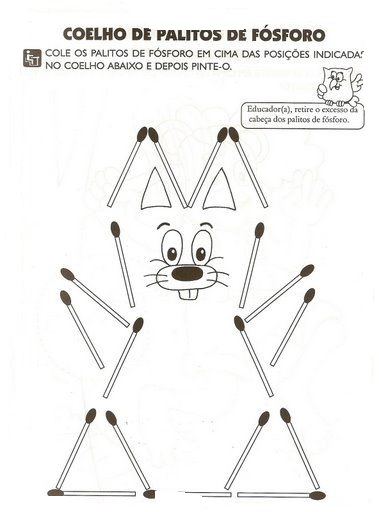 COELHO DE PALITOS DE FÓSFORO
COLE OS PALITOS DE FÓSFORO EM CIMA DAS POSIÇÕES INDICADAS
NO COELHO ABAIXO E DEPOIS PINTE-O.
Educador(a), retire o excesso da
cabeça dos palitos de fósforo.